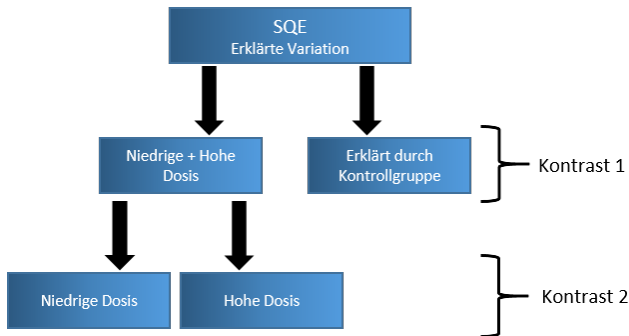 SQE
Erklärte Variation
Niedrige + Hohe
Dosis
Erklärt durch
Kontrollgruppe
Kontrast 1
Niedrige Dosis
Hohe Dosis
Kontrast 2